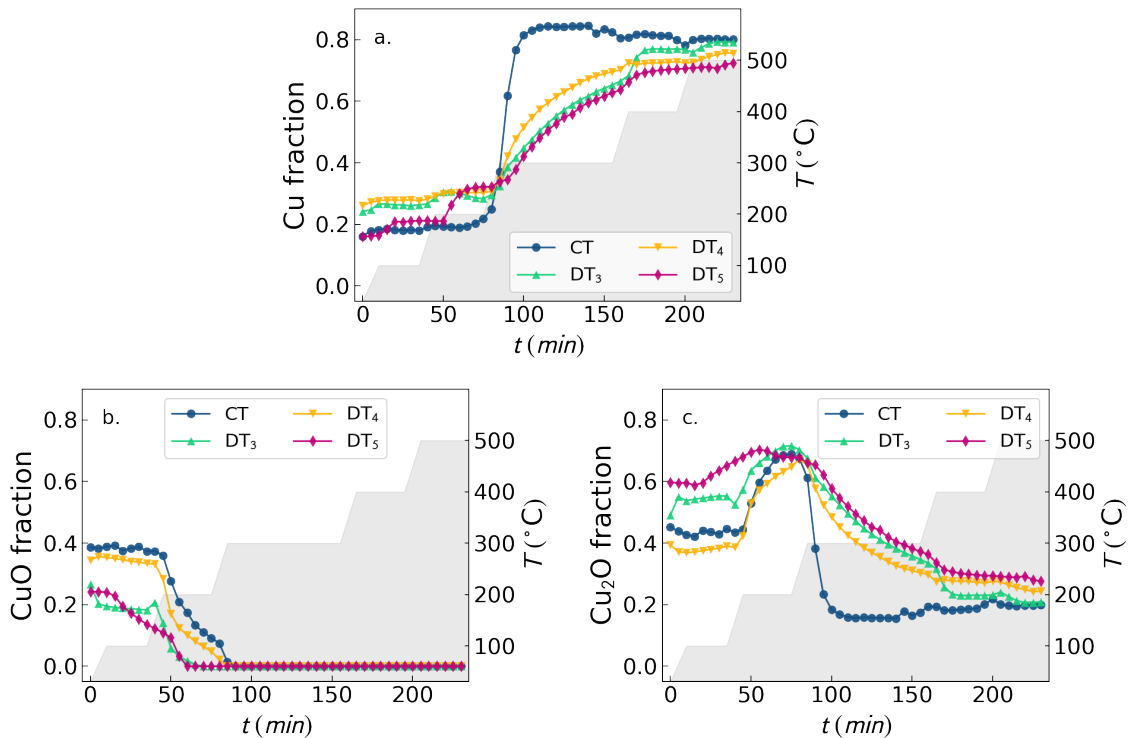 a.
Cu fraction
0.8
0.6
0.4
0.2
0.0
500
400
300
200
100
T (°C)
CT
DT₃
DT₄
DT₅
0 50 100 150 200
t (min)
b.
CuO fraction
0.8
0.6
0.4
0.2
0.0
CT
DT₃
DT₄
DT₅
500
400
300
200
100
T (°C)
0 50 100 150 200
t (min)
c.
Cu₂O fraction
0.8
0.6
0.4
0.2
0.0
CT
DT₃
DT₄
DT₅
500
400
300
200
100
T (°C)
0 50 100 150 200
t (min)